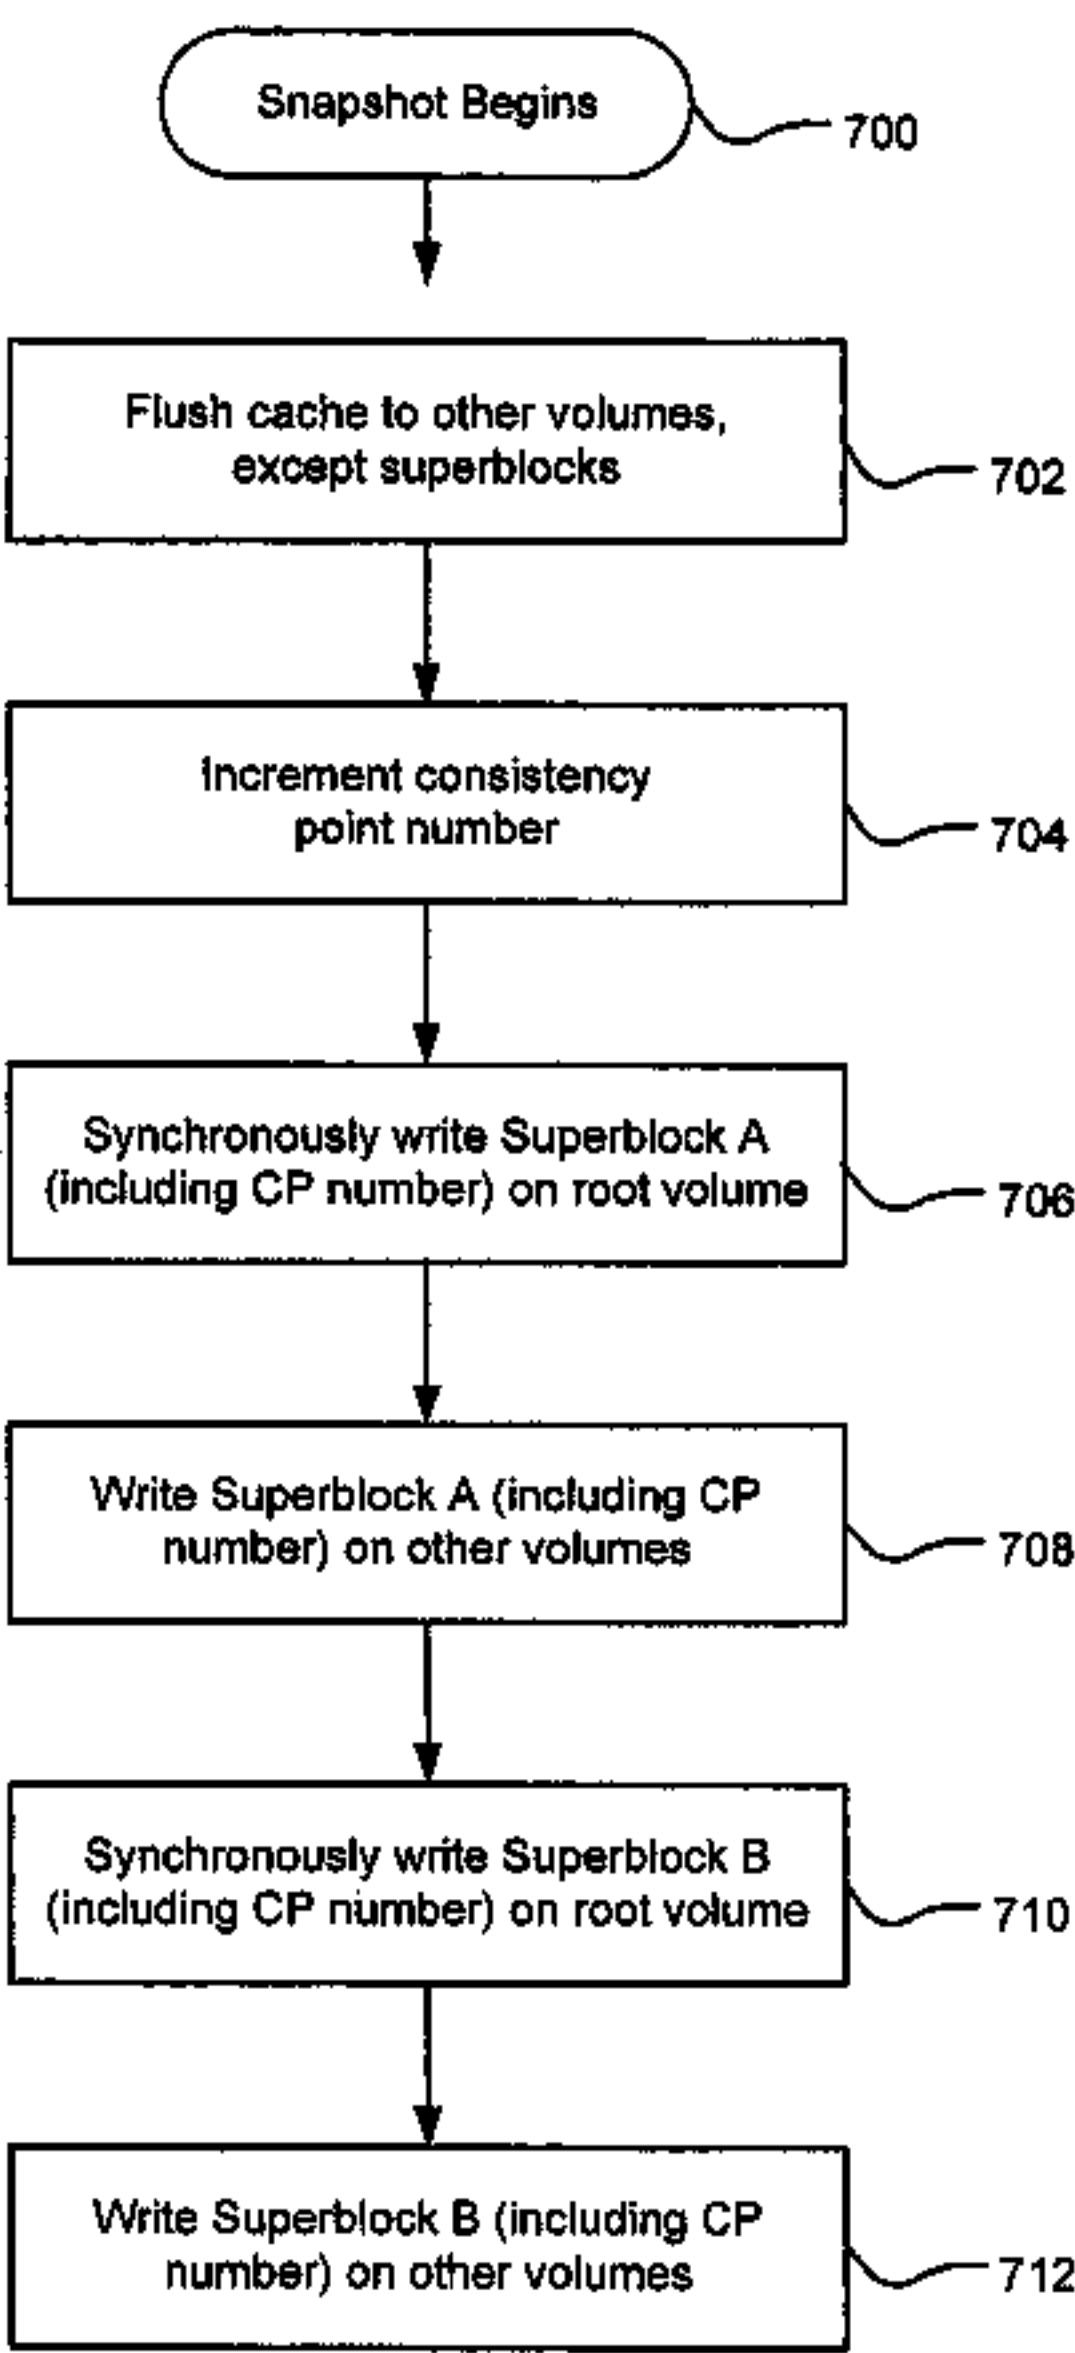 Snapshot Begins
700
Flush cache to other volumes,
except superblocks
702
Increment consistency
point number
704
Synchronously write Superblock A
(including CP number) on root volume
706
Write Superblock A (including CP
number) on other volumes
708
Synchronously write Superblock B
(including CP number) on root volume
710
Write Superblock B (including CP
number) on other volumes
712